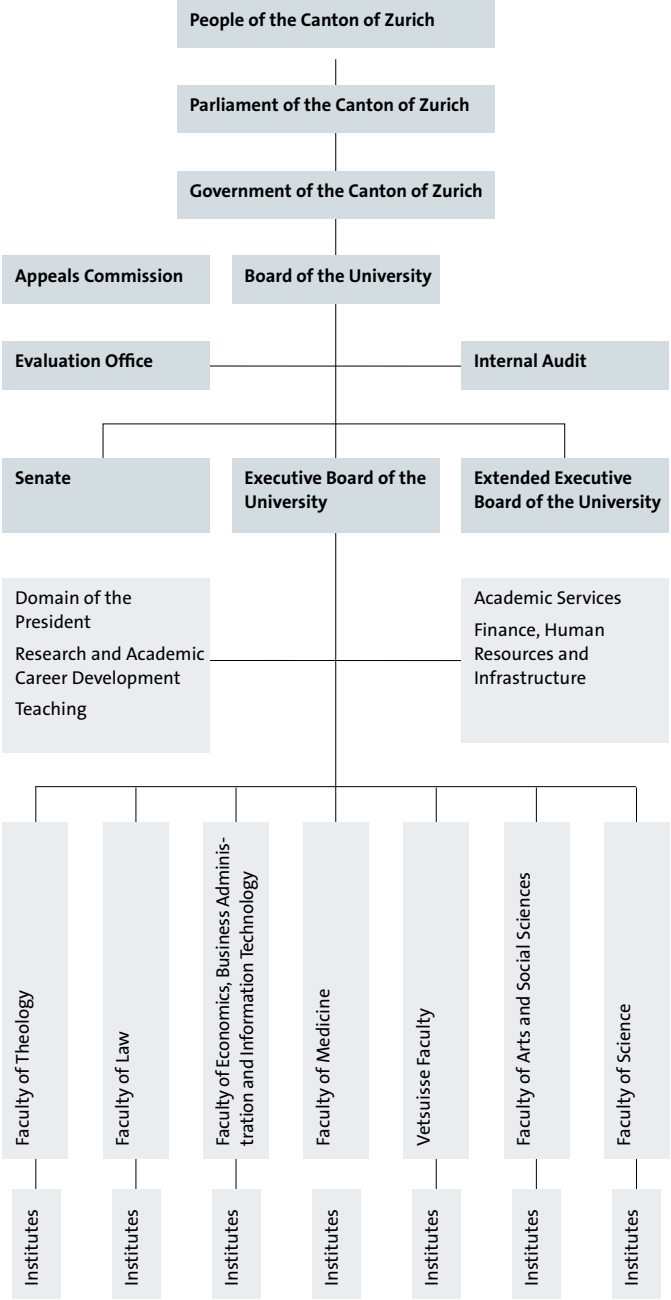 People of the Canton of Zurich
Parliament of the Canton of Zurich
Government of the Canton of Zurich
Appeals Commission
Board of the University
Evaluation Office
Internal Audit
Senate
Executive Board of the
University
Extended Executive
Board of the University
Domain of the
President
Research and Academic
Career Development
Teaching
Academic Services
Finance, Human
Resources and
Infrastructure
Faculty of Theology
Faculty of Law
Faculty of Economics, Business Adminis-
tration and Information Technology
Faculty of Medicine
Vetsuisse Faculty
Faculty of Arts and Social Sciences
Faculty of Science
Institutes
Institutes
Institutes
Institutes
Institutes
Institutes
Institutes